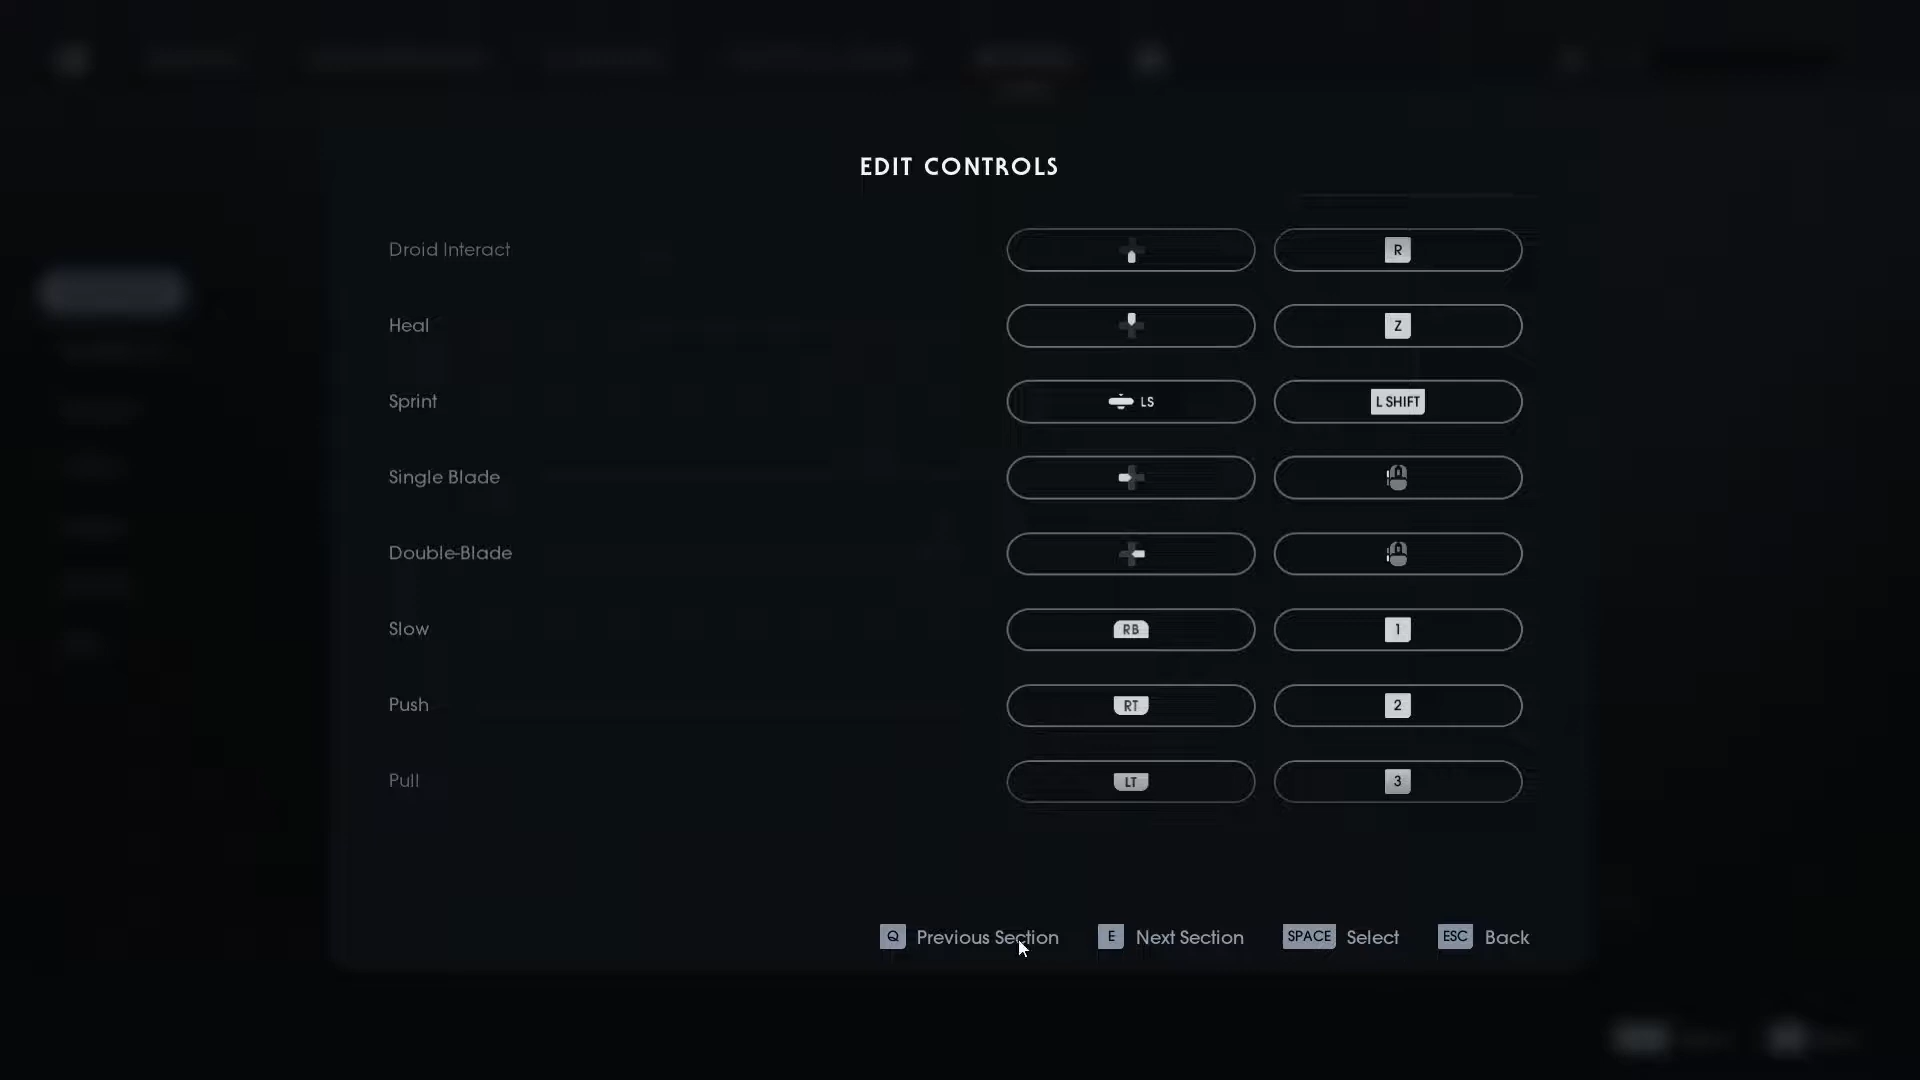 EDIT CONTROLS
Droid Interact R
Heal Z
Sprint LS L SHIFT
Single Blade
Double-Blade
Slow RB 1
Push RT 2
Pull LT 3
Q Previous Section E Next Section SPACE Select ESC Back